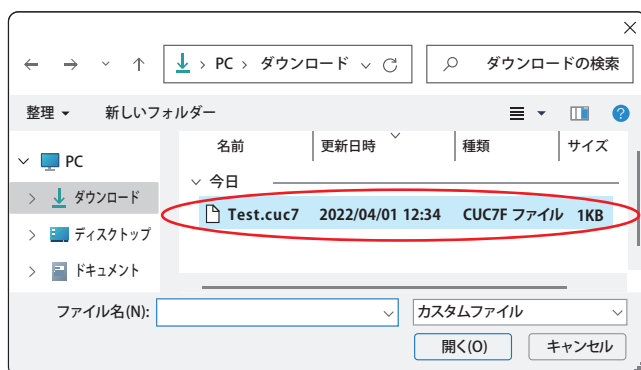 PC > ダウンロード
ダウンロードの検索
整理
新しいフォルダー
名前 更新日時 種類 サイズ
PC
今日
ダウンロード
Test.cuc7 2022/04/01 12:34 CUC7F ファイル 1KB
ディスクトップ
ドキュメント
ファイル名(N):
カスタムファイル
開く(O)
キャンセル